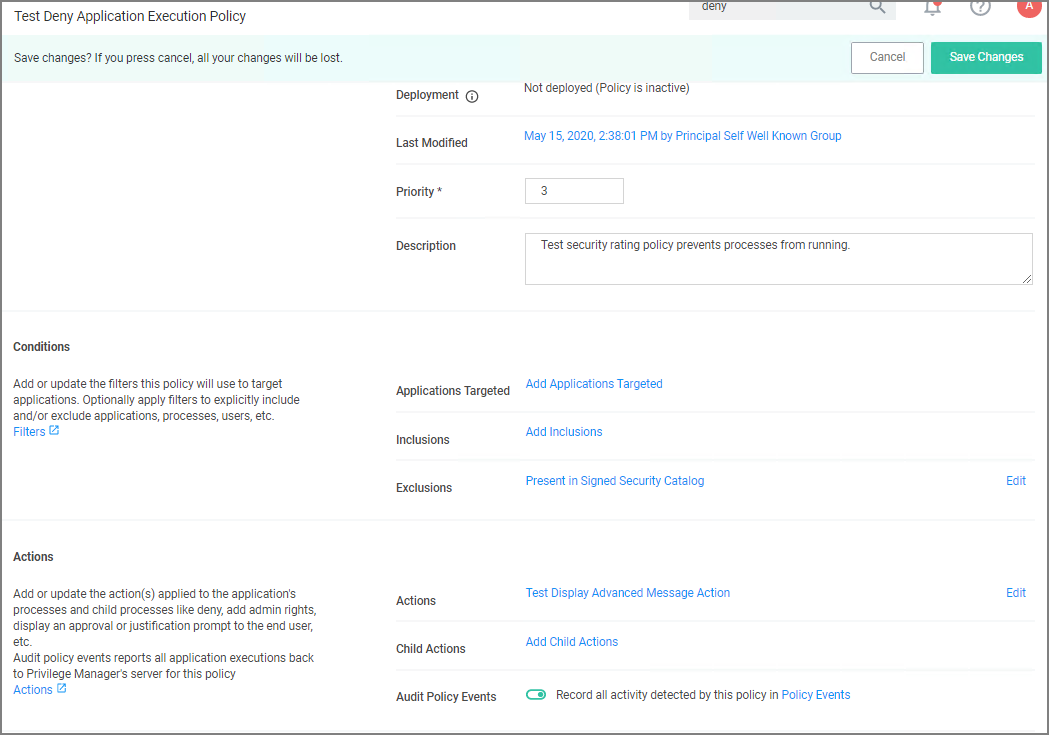 Test Deny Application Execution Policy
deny
A
Save changes? If you press cancel, all your changes will be lost.
Cancel
Save Changes
Deployment
Not deployed (Policy is inactive)
Last Modified
May 15, 2020, 2:38:01 PM by Principal Self Well Known Group
Priority *
3
Description
Test security rating policy prevents processes from running.
Conditions
Add or update the filters this policy will use to target
applications. Optionally apply filters to explicitly include
and/or exclude applications, processes, users, etc.
Filters
Applications Targeted
Add Applications Targeted
Inclusions
Add Inclusions
Exclusions
Present in Signed Security Catalog
Edit
Actions
Add or update the action(s) applied to the application's
processes and child processes like deny, add admin rights,
display an approval or justification prompt to the end user,
etc.
Audit policy events reports all application executions back
to Privilege Manager's server for this policy
Actions
Actions
Test Display Advanced Message Action
Edit
Child Actions
Add Child Actions
Audit Policy Events
Record all activity detected by this policy in Policy Events